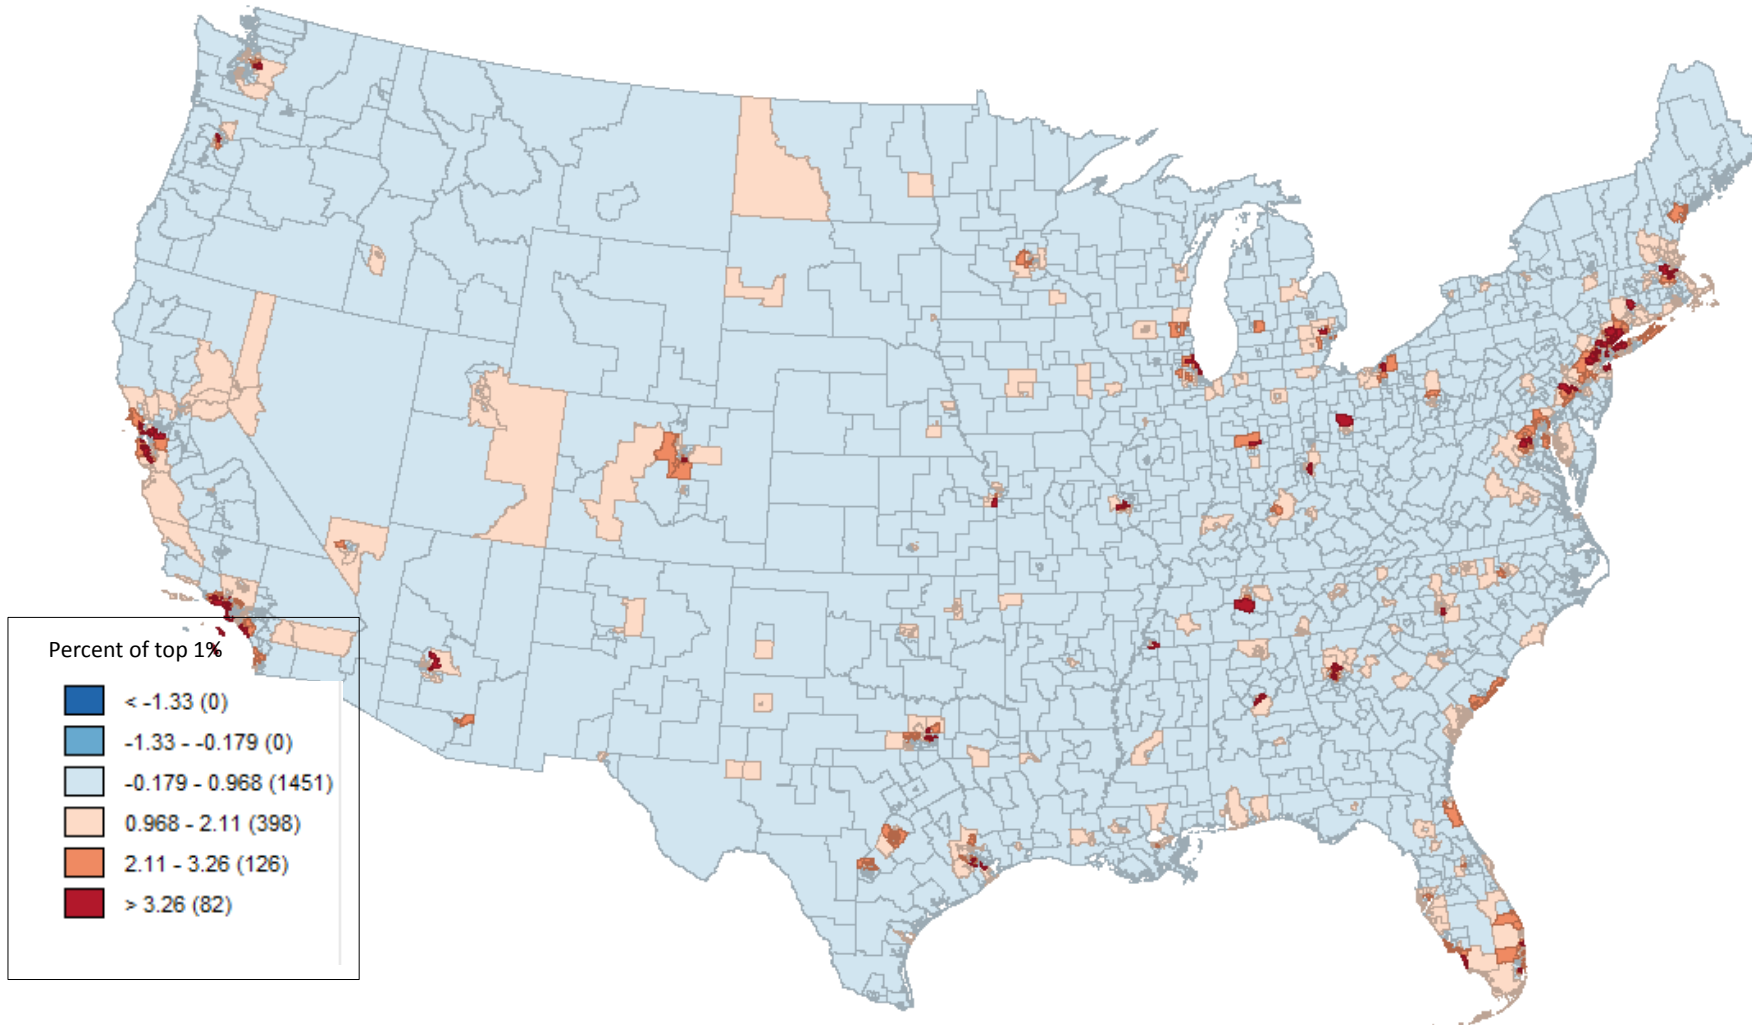 Percent of top 1%
< -1.33 (0)
-1.33 - -0.179 (0)
-0.179 - 0.968 (1451)
0.968 - 2.11 (398)
2.11 - 3.26 (126)
> 3.26 (82)